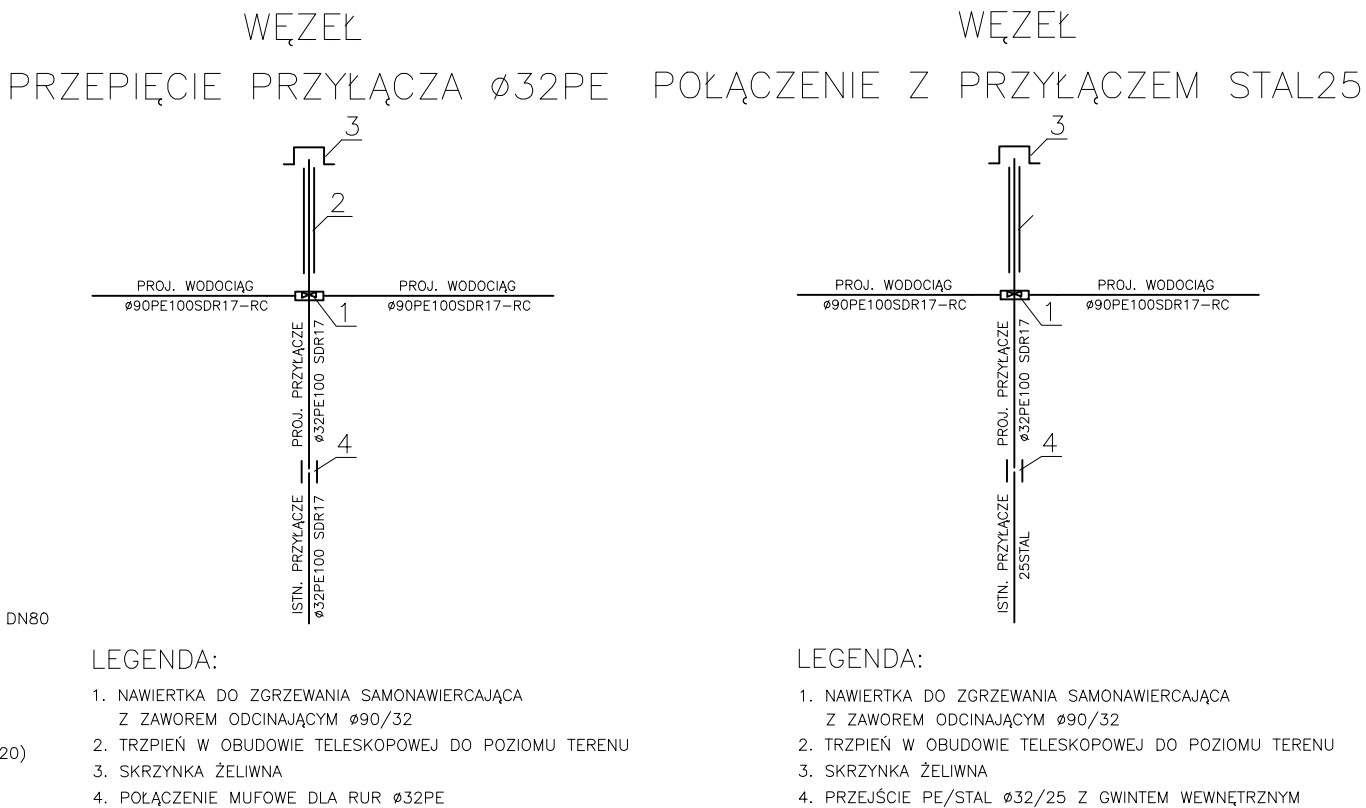 WĘZEŁ
PRZEPIĘCIE PRZYŁĄCZA ø32PE
3
2
PROJ. WODOCIĄG
ø90PE100SDR17-RC
PROJ. WODOCIĄG
ø90PE100SDR17-RC
1
PROJ. PRZYŁĄCZE
ø32PE100 SDR17
4
ISTN. PRZYŁĄCZE
ø32PE100 SDR17
DN80
20)
LEGENDA:
1. NAWIERTKA DO ZGRZEWANIA SAMONAWIERCAJĄCA
Z ZAWOREM ODCINAJĄCYM ø90/32
2. TRZPIEŃ W OBUDOWIE TELESKOPOWEJ DO POZIOMU TERENU
3. SKRZYNKA ŻELIWNA
4. POŁĄCZENIE MUFOWE DLA RUR ø32PE
WĘZEŁ
POŁĄCZENIE Z PRZYŁĄCZEM STAL25
3
PROJ. WODOCIĄG
ø90PE100SDR17-RC
PROJ. WODOCIĄG
ø90PE100SDR17-RC
1
PROJ. PRZYŁĄCZE
ø32PE100 SDR17
4
ISTN. PRZYŁĄCZE
25STAL
LEGENDA:
1. NAWIERTKA DO ZGRZEWANIA SAMONAWIERCAJĄCA
Z ZAWOREM ODCINAJĄCYM ø90/32
2. TRZPIEŃ W OBUDOWIE TELESKOPOWEJ DO POZIOMU TERENU
3. SKRZYNKA ŻELIWNA
4. PRZEJŚCIE PE/STAL ø32/25 Z GWINTEM WEWNĘTRZNYM